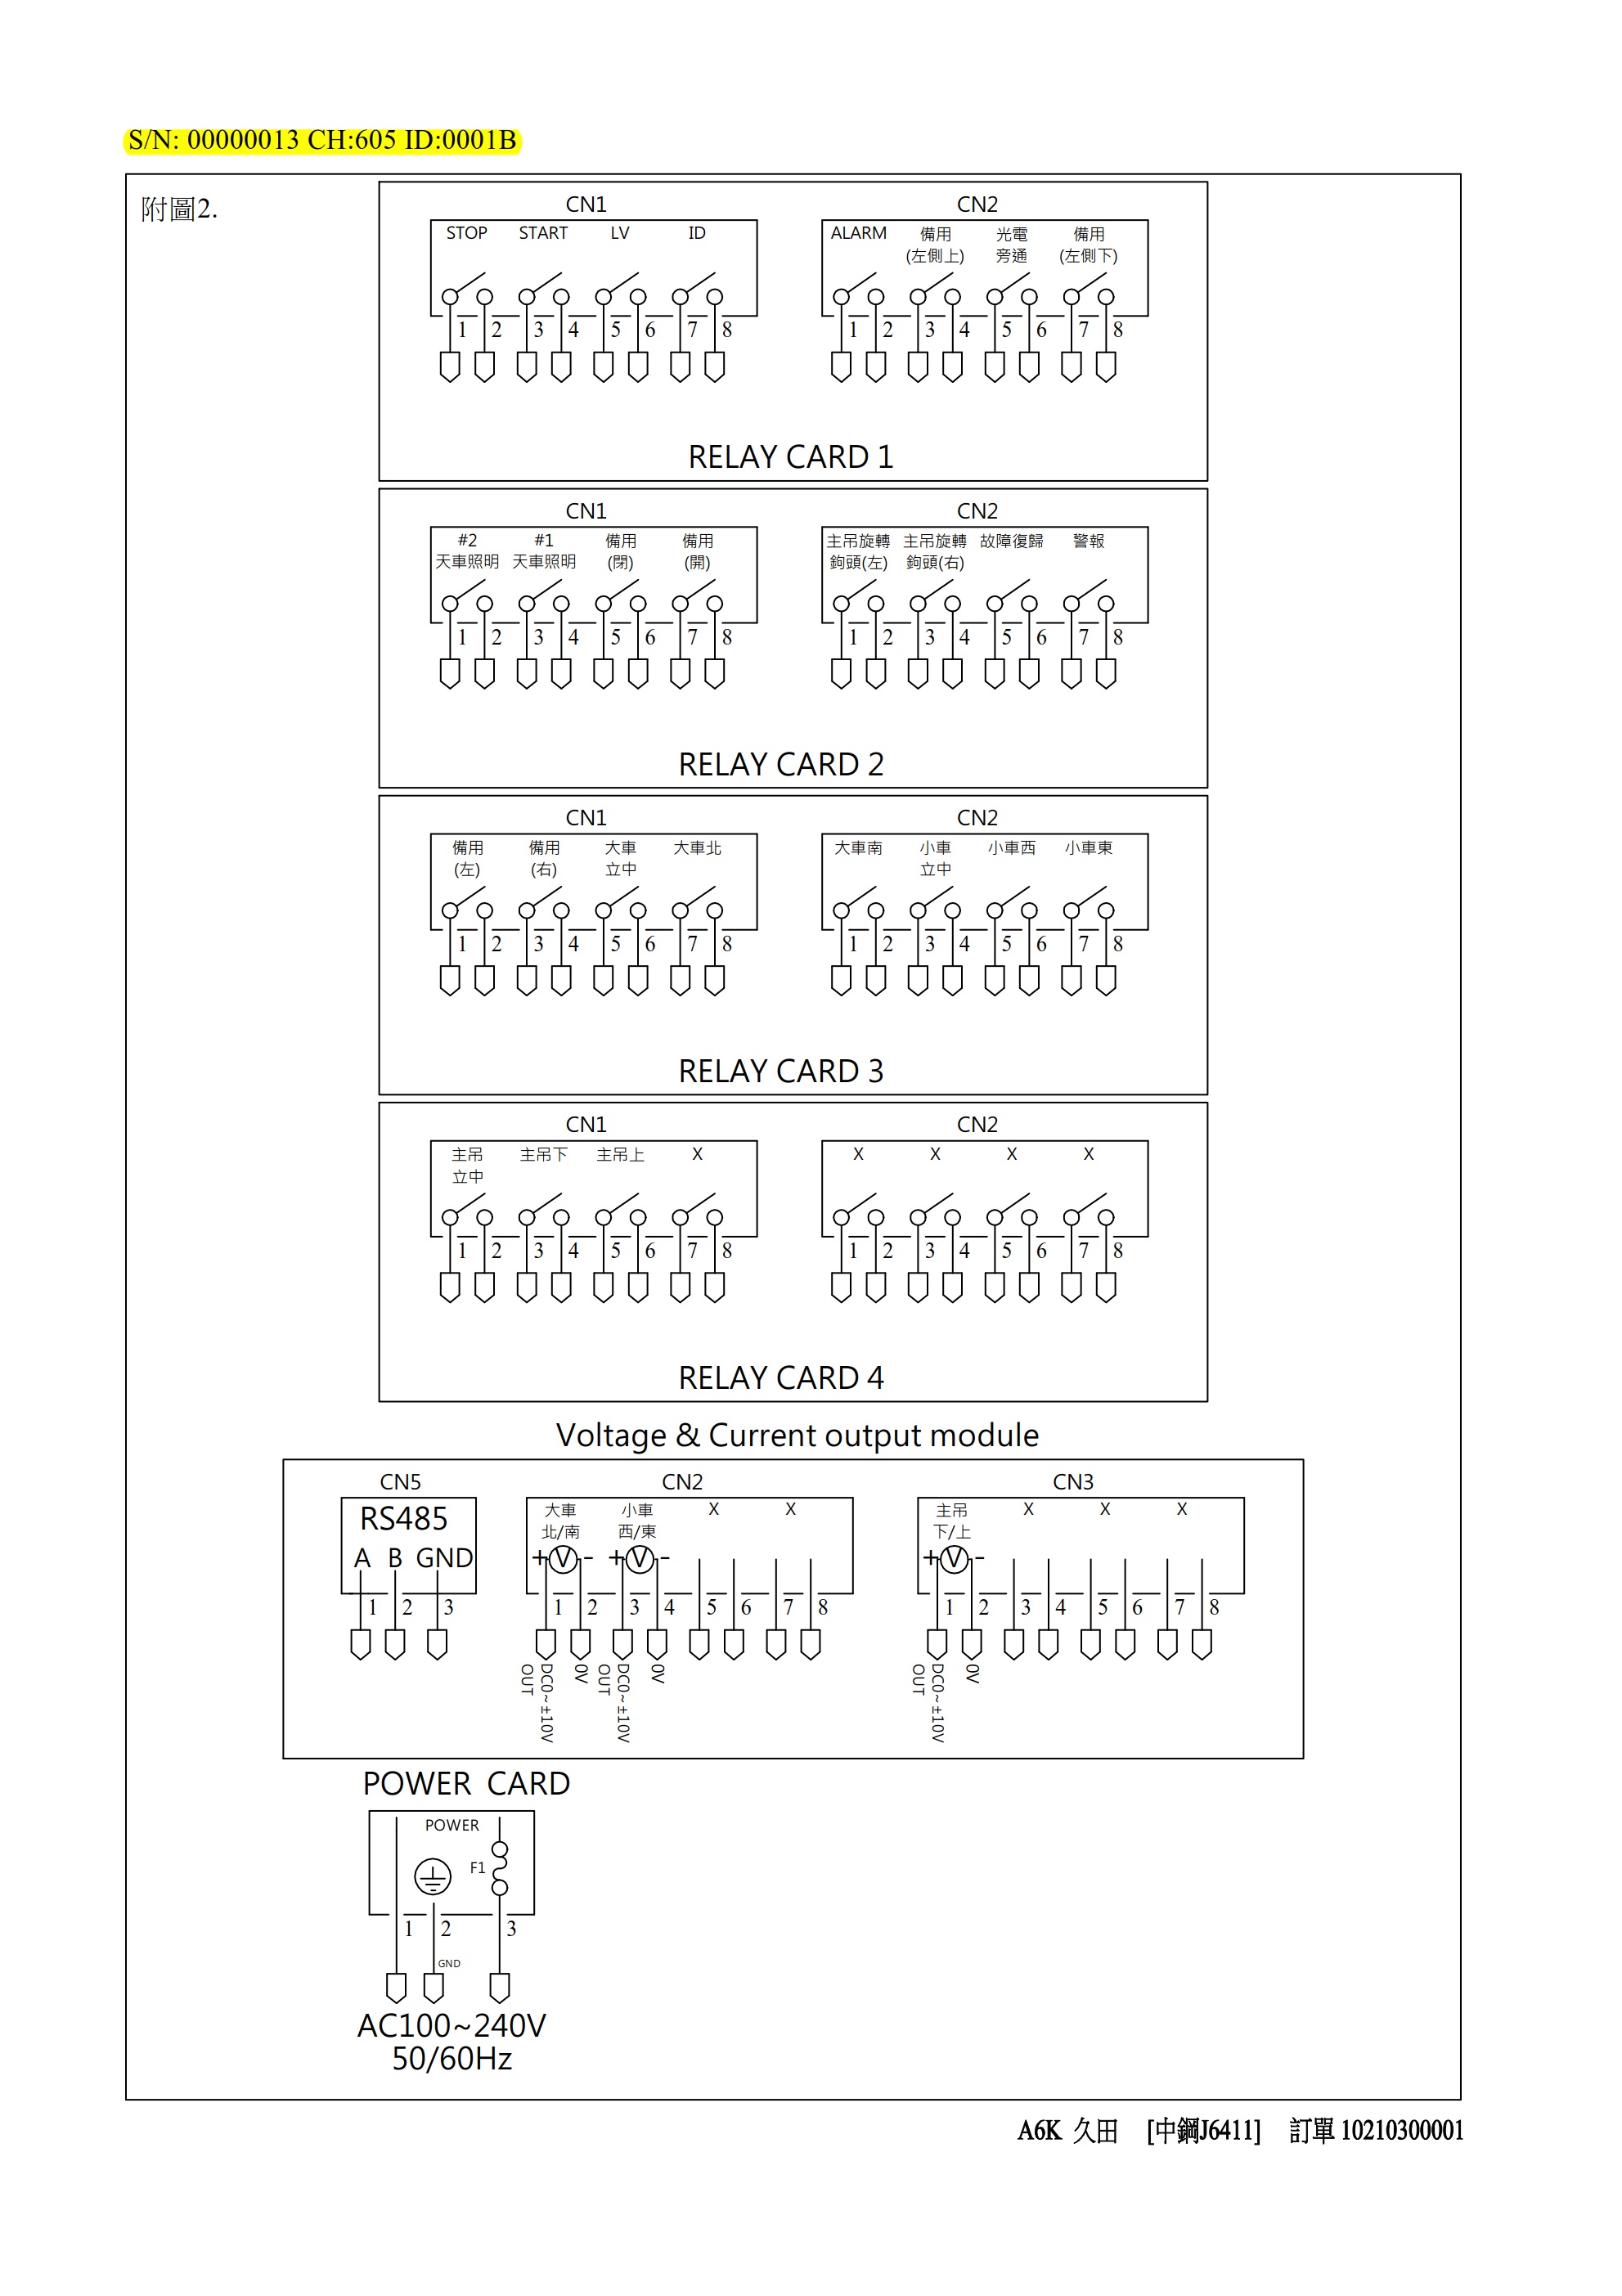 S/N: 00000013 CH:605 ID:0001B
附圖2.
CN1 CN2
STOP START LV ID ALARM 備用 光電 備用
(左側上) 旁通 (左側下)
1 2 3 4 5 6 7 8 1 2 3 4 5 6 7 8
RELAY CARD 1
CN1 CN2
#2 #1 備用 備用 主吊旋轉 主吊旋轉 故障復歸 警報
天車照明 天車照明 (閉) (開) 鉤頭(左) 鉤頭(右)
1 2 3 4 5 6 7 8 1 2 3 4 5 6 7 8
RELAY CARD 2
CN1 CN2
備用 備用 大車 大車北 大車南 小車 小車西 小車東
(左) (右) 立中 立中
1 2 3 4 5 6 7 8 1 2 3 4 5 6 7 8
RELAY CARD 3
CN1 CN2
主吊 主吊下 主吊上 X X X X X
立中
1 2 3 4 5 6 7 8 1 2 3 4 5 6 7 8
RELAY CARD 4
Voltage & Current output module
CN5 CN2 CN3
RS485 大車 小車 X X 主吊 X X X
北/南 西/東 下/上
A B GND + V - + V - + V -
1 2 3 1 2 3 4 5 6 7 8 1 2 3 4 5 6 7 8
OUT DC0~±10V 0V OUT DC0~±10V 0V OUT DC0~±10V 0V
POWER CARD
POWER
F1
1 2 3
GND
AC100~240V
50/60Hz
A6K 久田 [中鋼J6411] 訂單 10210300001